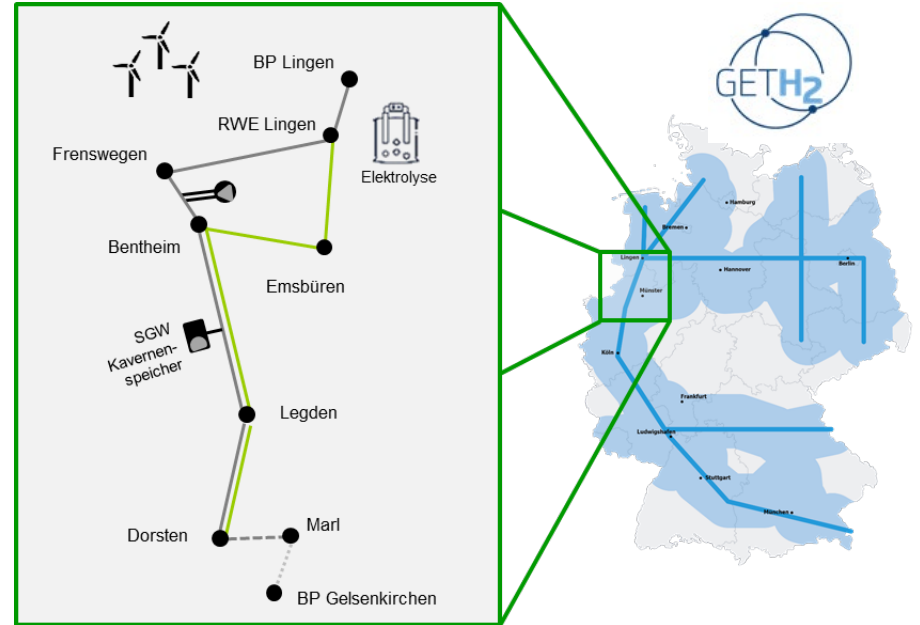 BP Lingen
RWE Lingen
Frenswegen
Elektrolyse
Bentheim
Emsbüren
SGW
Kavernen-
speicher
Legden
Dorsten
Marl
BP Gelsenkirchen
GETH2
Hamburg
Bremen
Lingen
Hannover
Berlin
Münster
Köln
Frankfurt
Ludwigshafen
Stuttgart
München